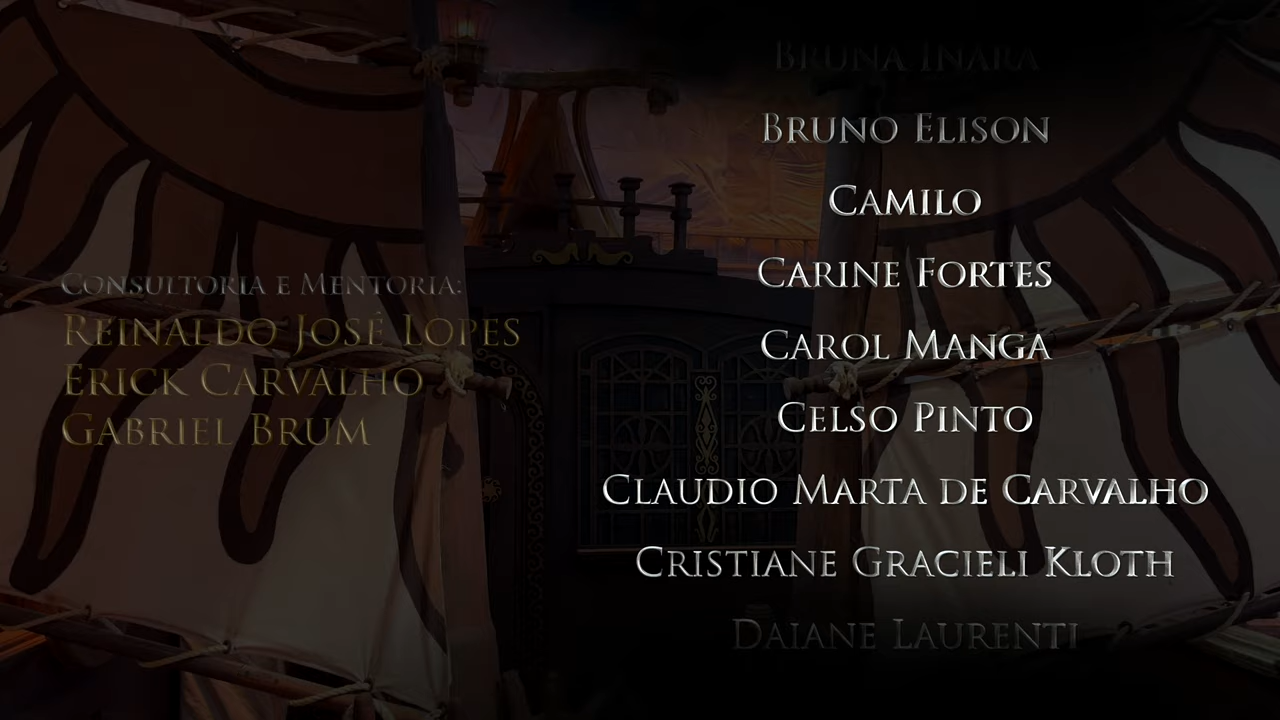 Consultoria e Mentoria:
Reinaldo José Lopes
Erick Carvalho
Gabriel Brum
Bruna Inara
Bruno Elison
Camilo
Carine Fortes
Carol Manga
Celso Pinto
Claudio Marta de Carvalho
Cristiane Gracieli Kloth
Daiane Laurenti